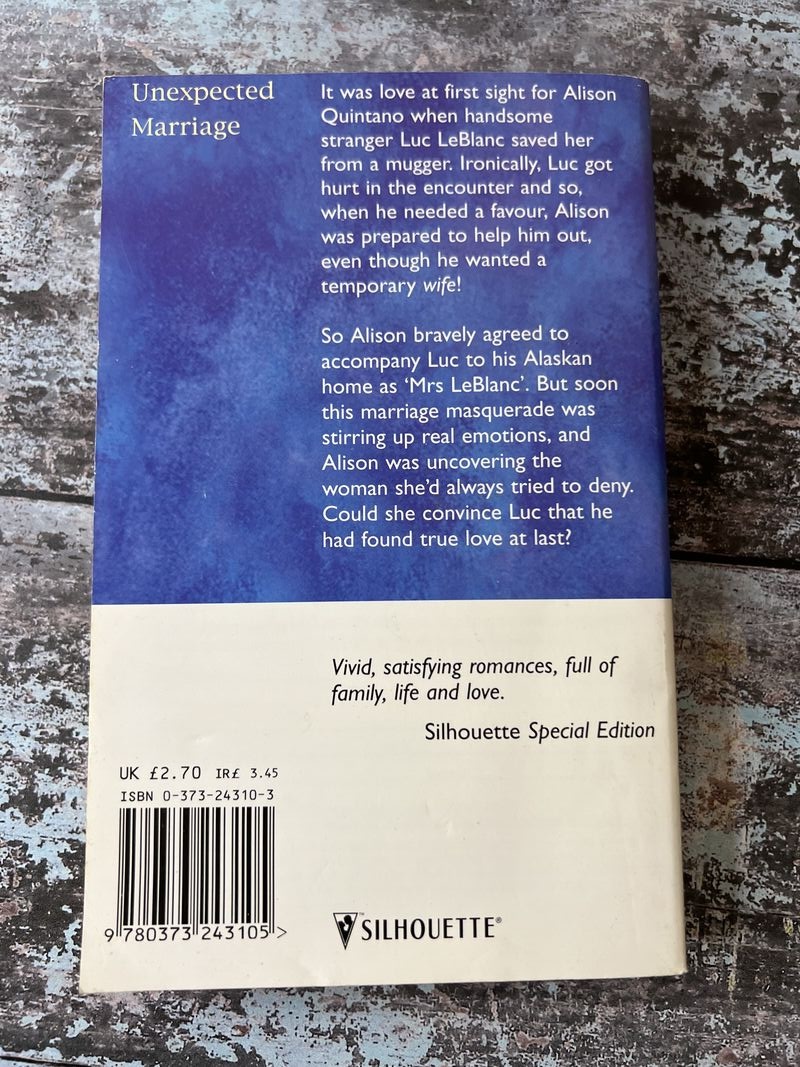 Unexpected
Marriage
It was love at first sight for Alison
Quintano when handsome
stranger Luc LeBlanc saved her
from a mugger. Ironically, Luc got
hurt in the encounter and so,
when he needed a favour, Alison
was prepared to help him out,
even though he wanted a
temporary wife!
So Alison bravely agreed to
accompany Luc to his Alaskan
home as ‘Mrs LeBlanc’. But soon
this marriage masquerade was
stirring up real emotions, and
Alison was uncovering the
woman she’d always tried to deny.
Could she convince Luc that he
had found true love at last?
Vivid, satisfying romances, full of
family, life and love.
Silhouette Special Edition
UK £2.70 IR£ 3.45
ISBN 0-373-24310-3
9 780373 243105 >
SILHOUETTE®